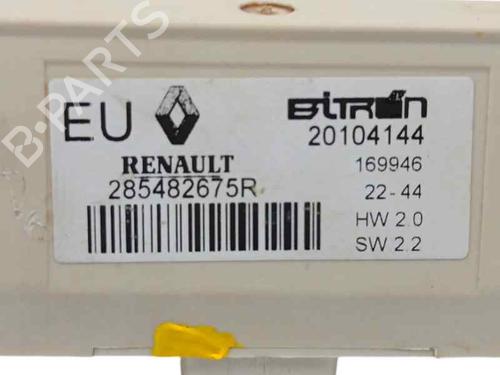 B-PARTS
EU
BITRON
20104144
RENAULT
169946
285482675R
22-44
HW 2.0
SW 2.2